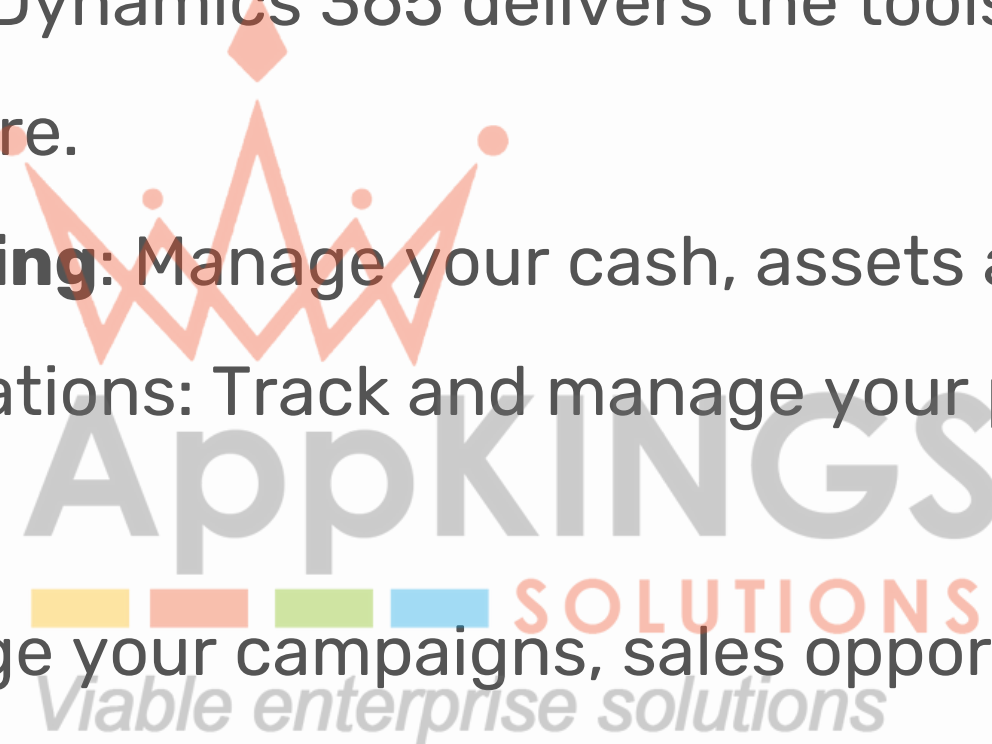 Dynamics 365 delivers the tools
re.
ing: Manage your cash, assets a
ations: Track and manage your p
AppKINGS
SOLUTIONS
ge your campaigns, sales oppor
Viable enterprise solutions